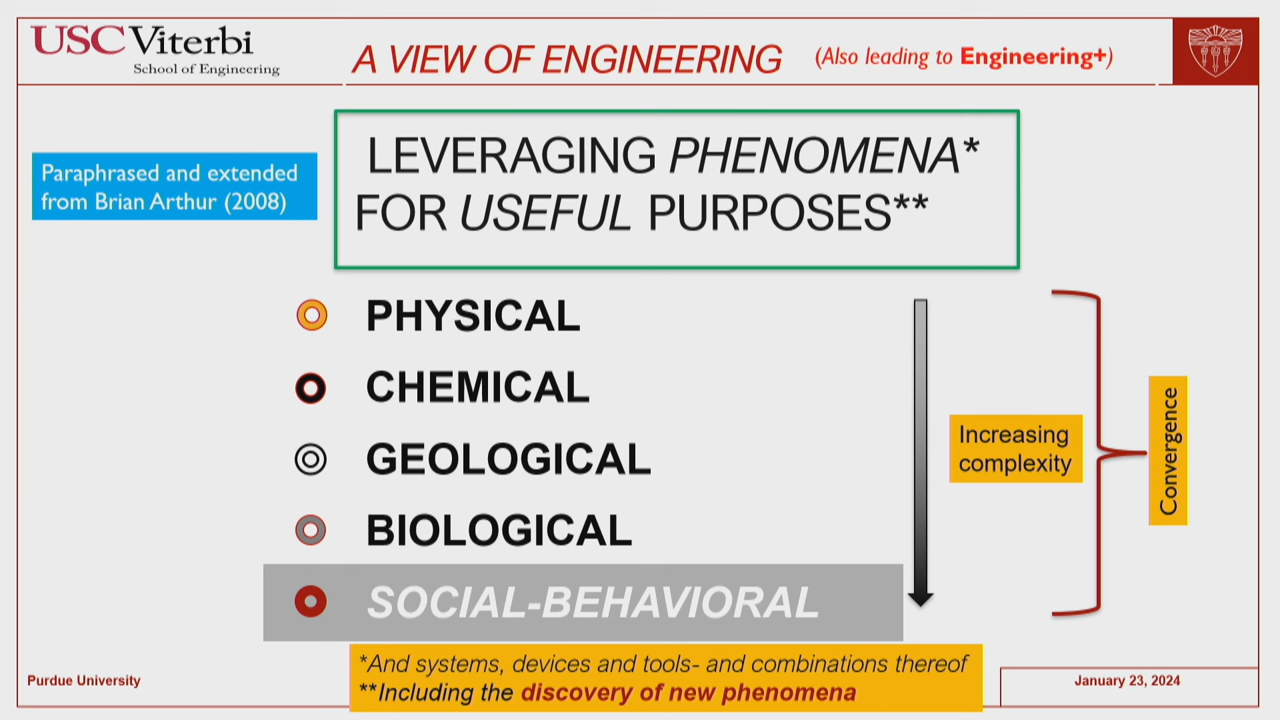 USC Viterbi
School of Engineering
A VIEW OF ENGINEERING
(Also leading to Engineering+)
Paraphrased and extended
from Brian Arthur (2008)
LEVERAGING PHENOMENA*
FOR USEFUL PURPOSES**
PHYSICAL
CHEMICAL
GEOLOGICAL
BIOLOGICAL
SOCIAL-BEHAVIORAL
Increasing
complexity
Convergence
*And systems, devices and tools- and combinations thereof
**Including the discovery of new phenomena
Purdue University
January 23, 2024